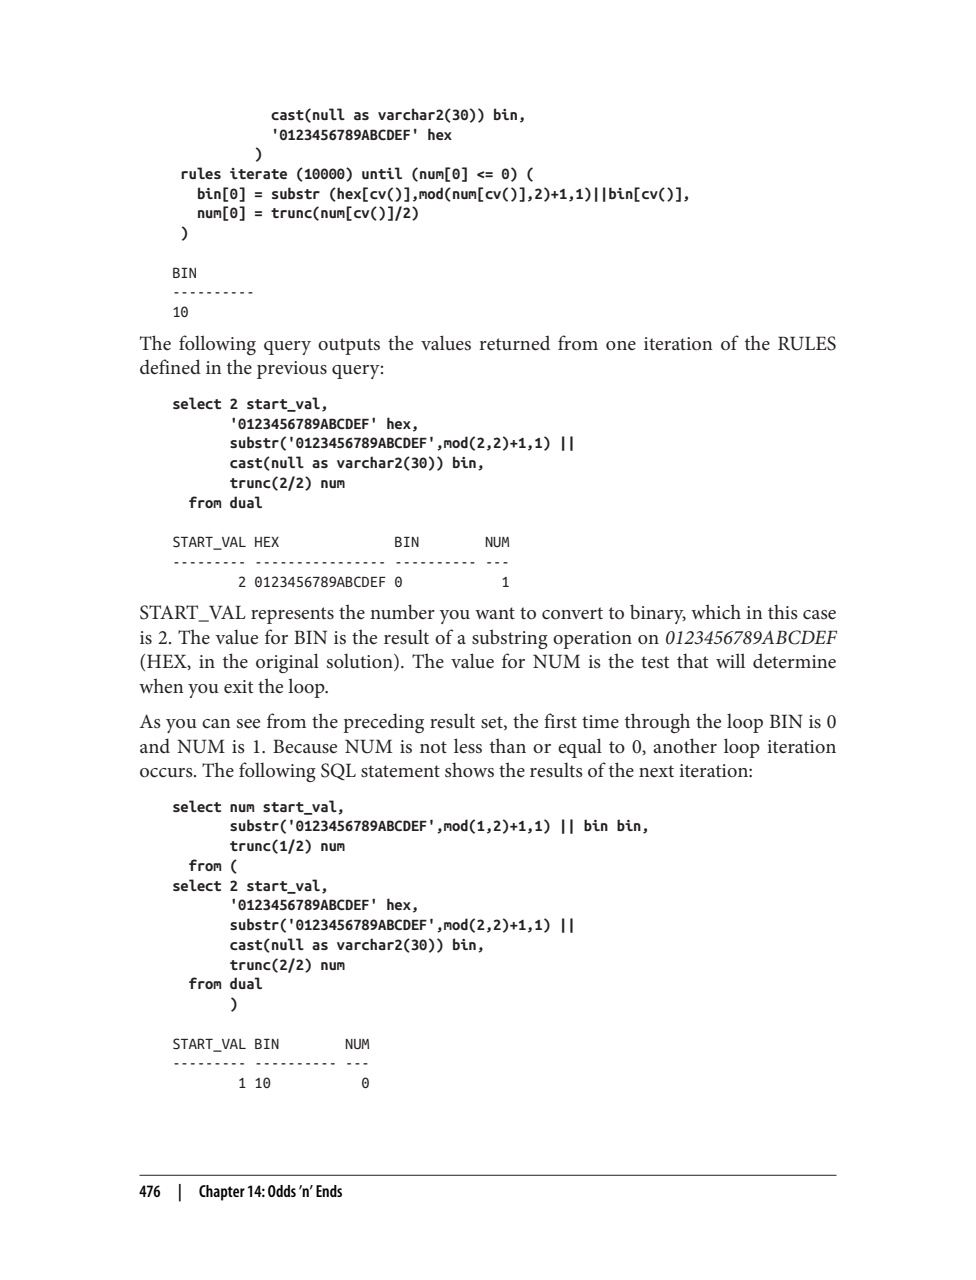 cast(null as varchar2(30)) bin,
'0123456789ABCDEF' hex
)
rules iterate (10000) until (num[0] <= 0) (
bin[0] = substr (hex[cv()],mod(num[cv()],2)+1,1)||bin[cv()],
num[0] = trunc(num[cv()]/2)
)
BIN
----------
10
The following query outputs the values returned from one iteration of the RULES
defined in the previous query:
select 2 start_val,
'0123456789ABCDEF' hex,
substr('0123456789ABCDEF',mod(2,2)+1,1) ||
cast(null as varchar2(30)) bin,
trunc(2/2) num
from dual
START_VAL HEX              BIN        NUM
--------- ---------------- ---------- ---
2 0123456789ABCDEF 0            1
START_VAL represents the number you want to convert to binary, which in this case
is 2. The value for BIN is the result of a substring operation on 0123456789ABCDEF
(HEX, in the original solution). The value for NUM is the test that will determine
when you exit the loop.
As you can see from the preceding result set, the first time through the loop BIN is 0
and NUM is 1. Because NUM is not less than or equal to 0, another loop iteration
occurs. The following SQL statement shows the results of the next iteration:
select num start_val,
substr('0123456789ABCDEF',mod(1,2)+1,1) || bin bin,
trunc(1/2) num
from (
select 2 start_val,
'0123456789ABCDEF' hex,
substr('0123456789ABCDEF',mod(2,2)+1,1) ||
cast(null as varchar2(30)) bin,
trunc(2/2) num
from dual
)
START_VAL BIN        NUM
--------- ---------- ---
1 10           0
476 | Chapter 14: Odds 'n' Ends